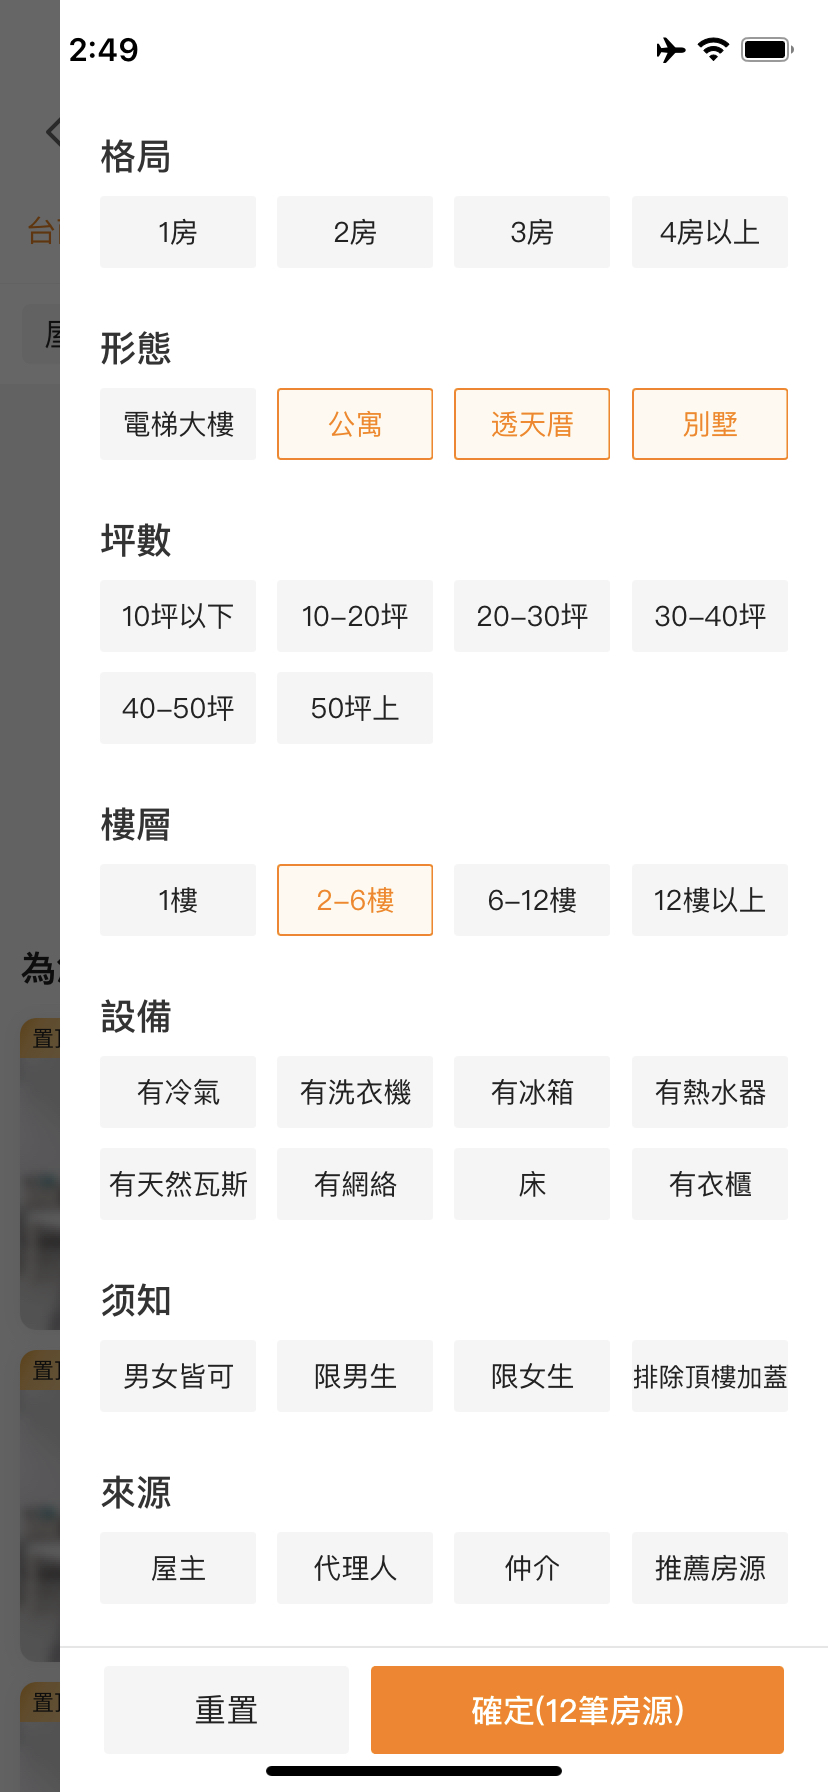 2:49
格局
1房 2房 3房 4房以上
形態
電梯大樓 公寓 透天厝 別墅
坪數
10坪以下 10-20坪 20-30坪 30-40坪
40-50坪 50坪上
樓層
1樓 2-6樓 6-12樓 12樓以上
設備
有冷氣 有洗衣機 有冰箱 有熱水器
有天然瓦斯 有網絡 床 有衣櫃
须知
男女皆可 限男生 限女生 排除頂樓加蓋
來源
屋主 代理人 仲介 推薦房源
重置 確定(12筆房源)
台
為
置
置
置